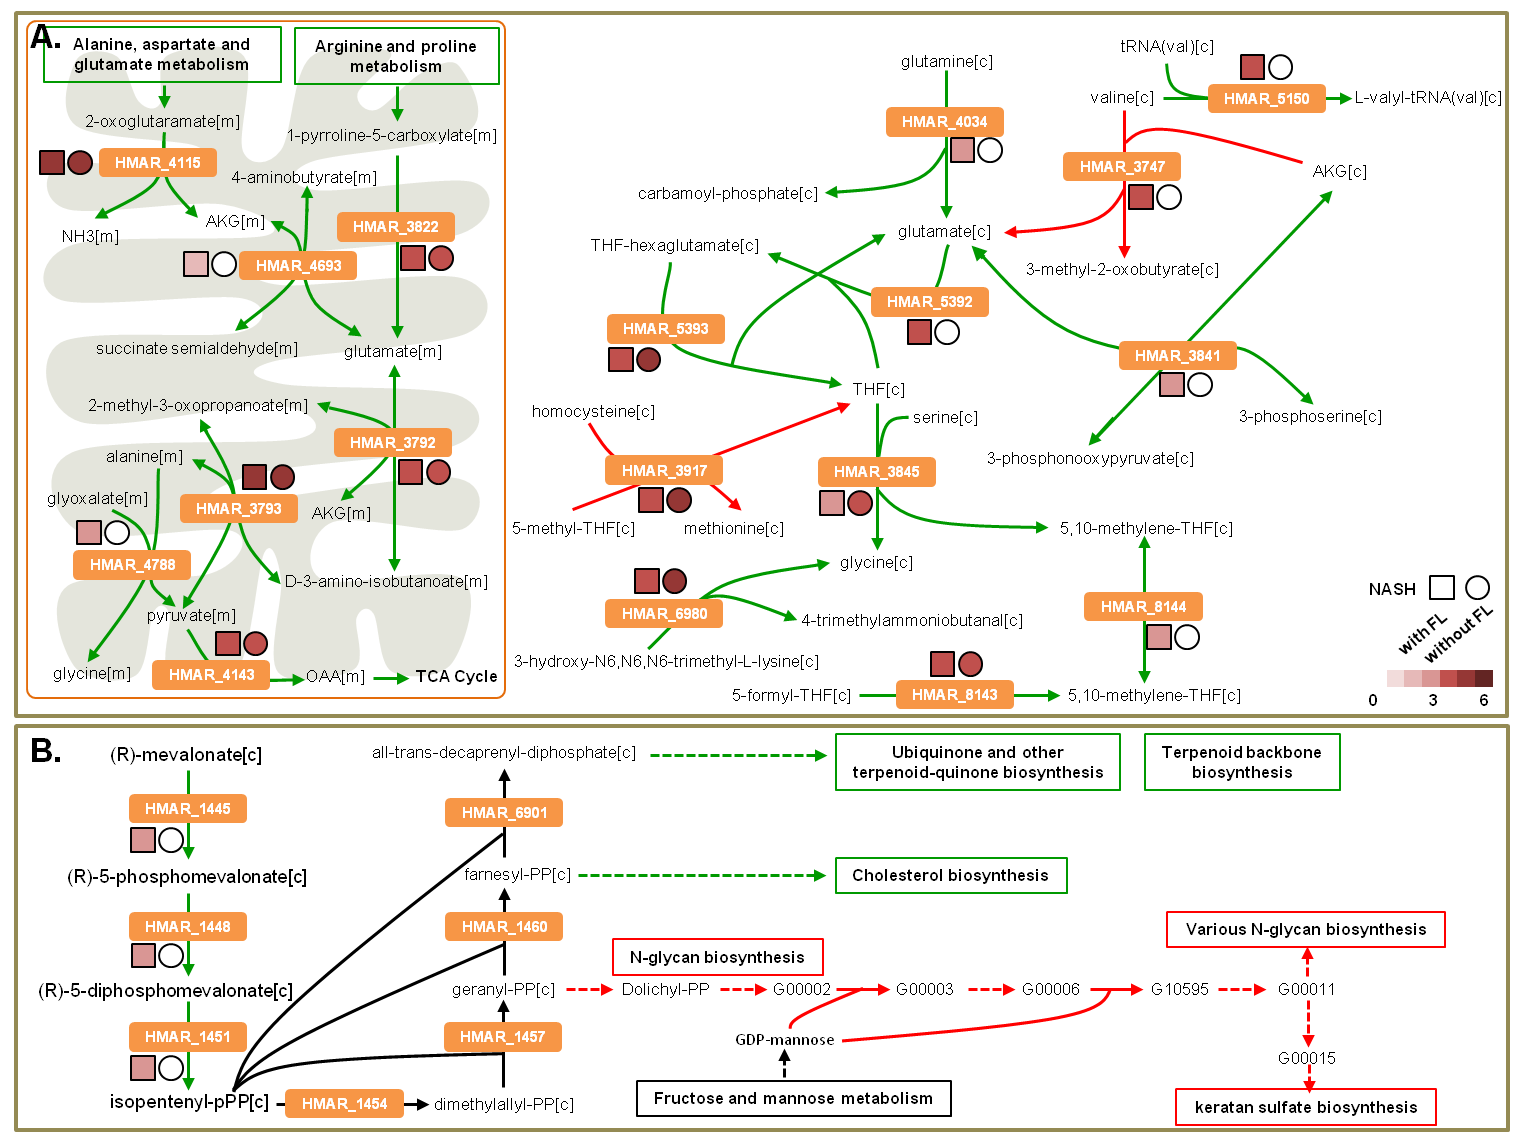 A.
Alanine, aspartate and
glutamate metabolism
Arginine and proline
metabolism
2-oxoglutaramate[m]
1-pyrroline-5-carboxylate[m]
HMAR_4115
4-aminobutyrate[m]
NH3[m]
AKG[m]
HMAR_3822
HMAR_4693
succinate semialdehyde[m]
glutamate[m]
2-methyl-3-oxopropanoate[m]
HMAR_3792
alanine[m]
glyoxalate[m]
HMAR_3793
AKG[m]
HMAR_4788
D-3-amino-isobutanoate[m]
pyruvate[m]
glycine[m]
HMAR_4143
OAA[m]
TCA Cycle
glutamine[c]
tRNA(val)[c]
valine[c]
HMAR_5150
L-valyl-tRNA(val)[c]
HMAR_4034
HMAR_3747
AKG[c]
carbamoyl-phosphate[c]
glutamate[c]
THF-hexaglutamate[c]
3-methyl-2-oxobutyrate[c]
HMAR_5392
HMAR_5393
HMAR_3841
THF[c]
homocysteine[c]
serine[c]
3-phosphoserine[c]
HMAR_3917
HMAR_3845
3-phosphonooxypyruvate[c]
5-methyl-THF[c]
methionine[c]
5,10-methylene-THF[c]
glycine[c]
HMAR_6980
4-trimethylammoniobutanal[c]
HMAR_8144
3-hydroxy-N6,N6,N6-trimethyl-L-lysine[c]
5-formyl-THF[c]
HMAR_8143
5,10-methylene-THF[c]
NASH
with FL
without FL
0
3
6
B.
(R)-mevalonate[c]
all-trans-decaprenyl-diphosphate[c]
Ubiquinone and other
terpenoid-quinone biosynthesis
Terpenoid backbone
biosynthesis
HMAR_1445
HMAR_6901
(R)-5-phosphomevalonate[c]
farnesyl-PP[c]
Cholesterol biosynthesis
HMAR_1448
HMAR_1460
Various N-glycan biosynthesis
N-glycan biosynthesis
(R)-5-diphosphomevalonate[c]
geranyl-PP[c]
Dolichyl-PP
G00002
G00003
G00006
G10595
G00011
HMAR_1451
HMAR_1457
GDP-mannose
G00015
isopentenyl-pPP[c]
HMAR_1454
dimethylallyl-PP[c]
Fructose and mannose metabolism
keratan sulfate biosynthesis